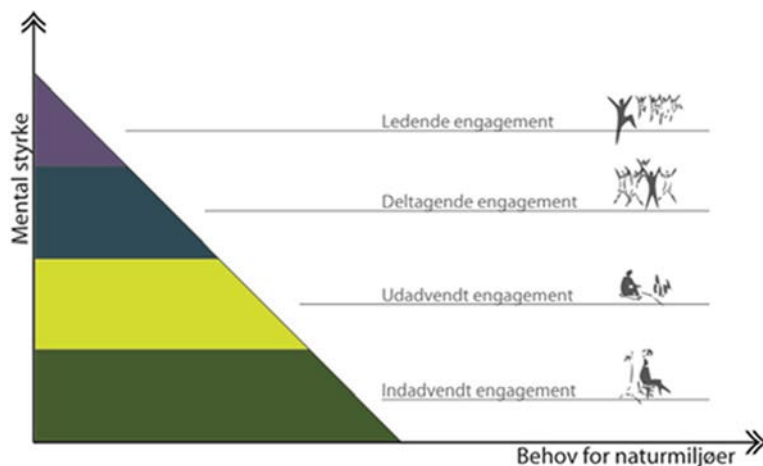 Mental styrke
Ledende engagement
Deltagende engagement
Udadvendt engagement
Indadvendt engagement
Behov for naturmiljøer